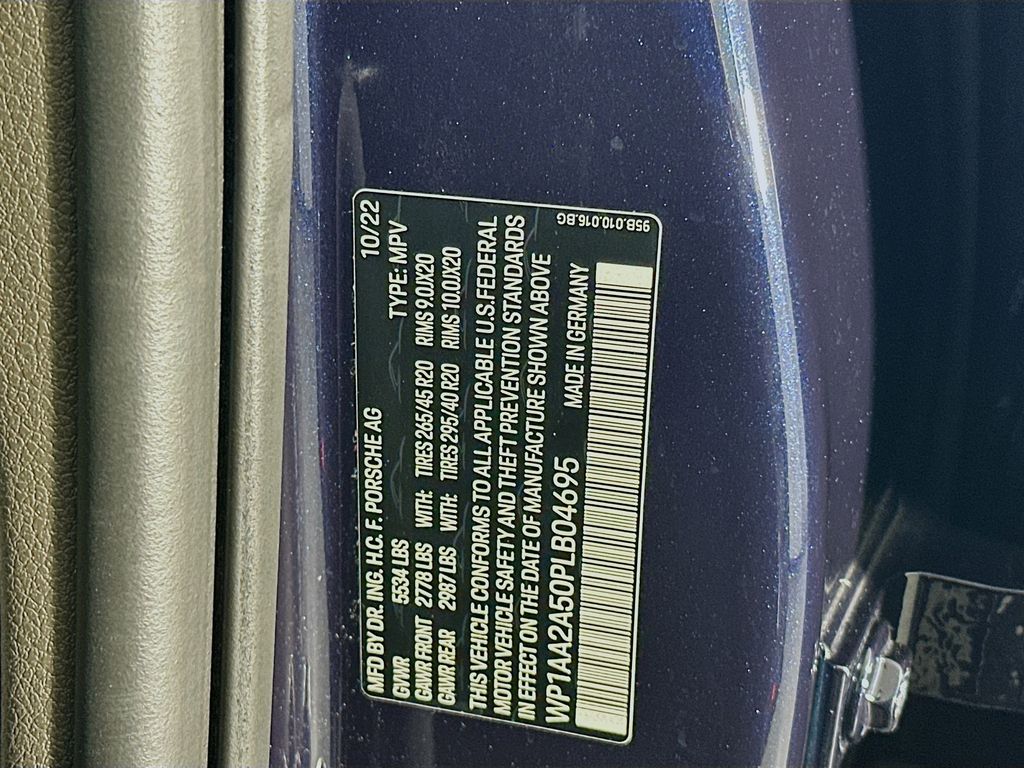 MFD BY DR. ING. H.C. F. PORSCHE AG 10/22
GVWR 5534 LBS TYPE: MPV
GAWR FRONT 2778 LBS WITH: TIRES 265/45 R20 RIMS 9.0JX20
GAWR REAR 2987 LBS WITH: TIRES 295/40 R20 RIMS 10.0JX20
THIS VEHICLE CONFORMS TO ALL APPLICABLE U.S. FEDERAL
MOTOR VEHICLE SAFETY AND THEFT PREVENTION STANDARDS
IN EFFECT ON THE DATE OF MANUFACTURE SHOWN ABOVE
WP1AA2A50PLB04695 MADE IN GERMANY
95B.010.016.BG